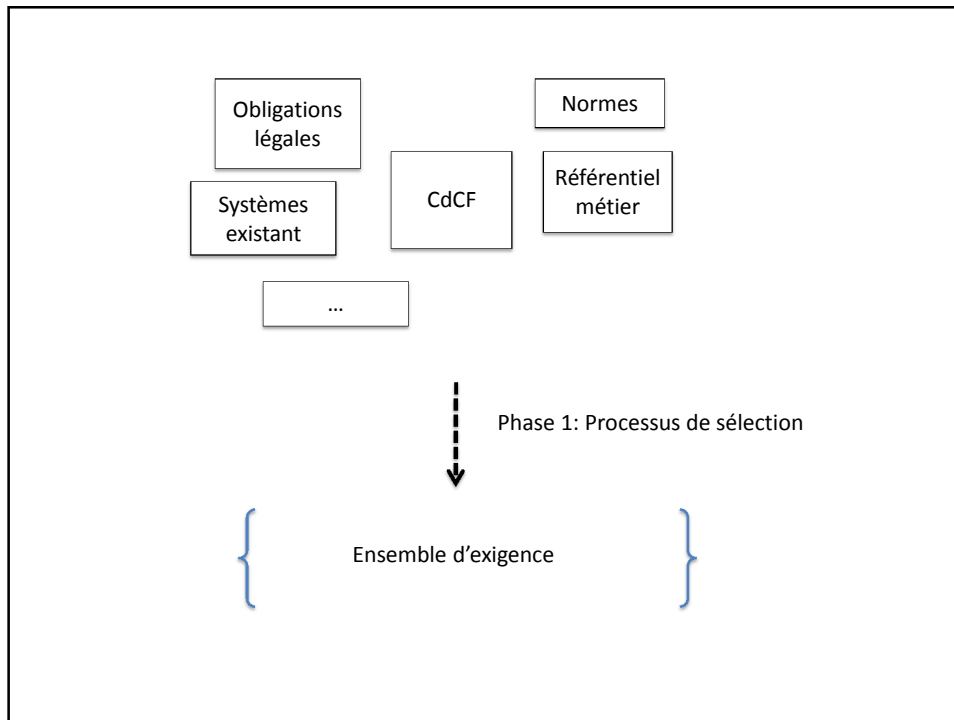 Obligations
légales
Normes
CdCF
Référentiel
métier
Systèmes
existant
...
Phase 1: Processus de sélection
Ensemble d’exigence